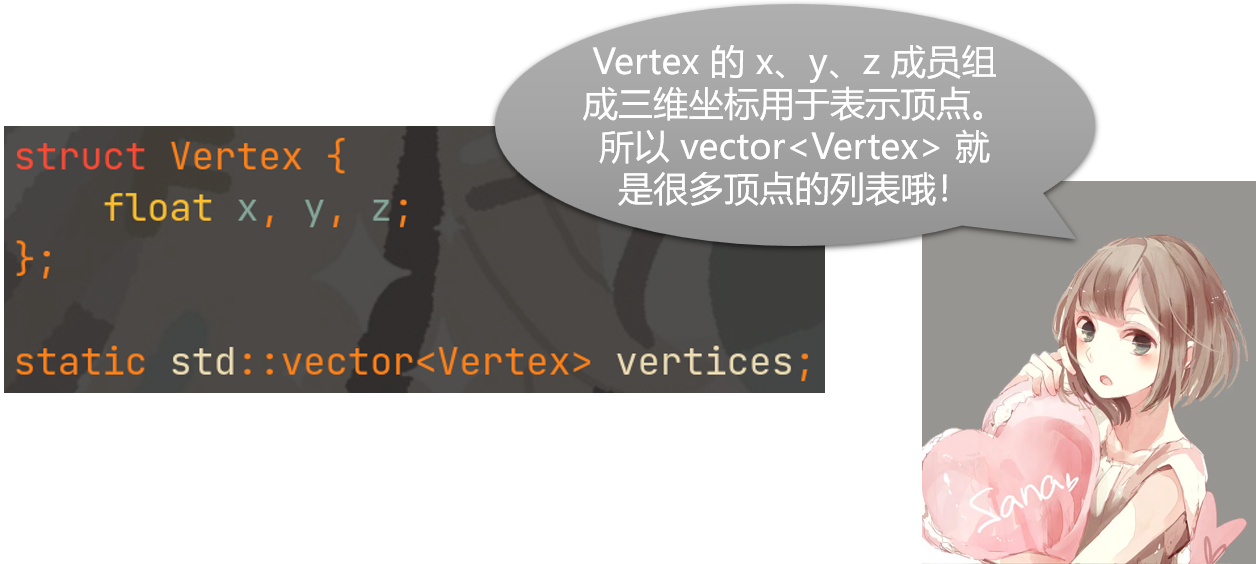 Vertex 的 x、y、z 成员组
成三维坐标用于表示顶点。
所以 vector<Vertex> 就
是很多顶点的列表哦！
struct Vertex {
    float x, y, z;
};
static std::vector<Vertex> vertices;
Sana